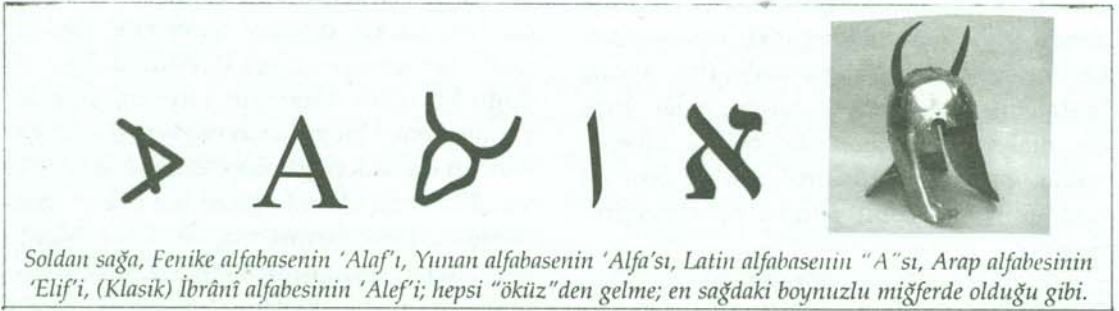 𐤀 A א ا
Soldan sağa, Fenike alfabasenin ‘Alaf’ı, Yunan alfabasenin ‘Alfa’sı, Latin alfabasenin “A”sı, Arap alfabesinin
‘Elif’i, (Klasik) İbrânî alfabesinin ‘Alef’i; hepsi “öküz”den gelme; en sağdaki boynuzlu miğferde olduğu gibi.